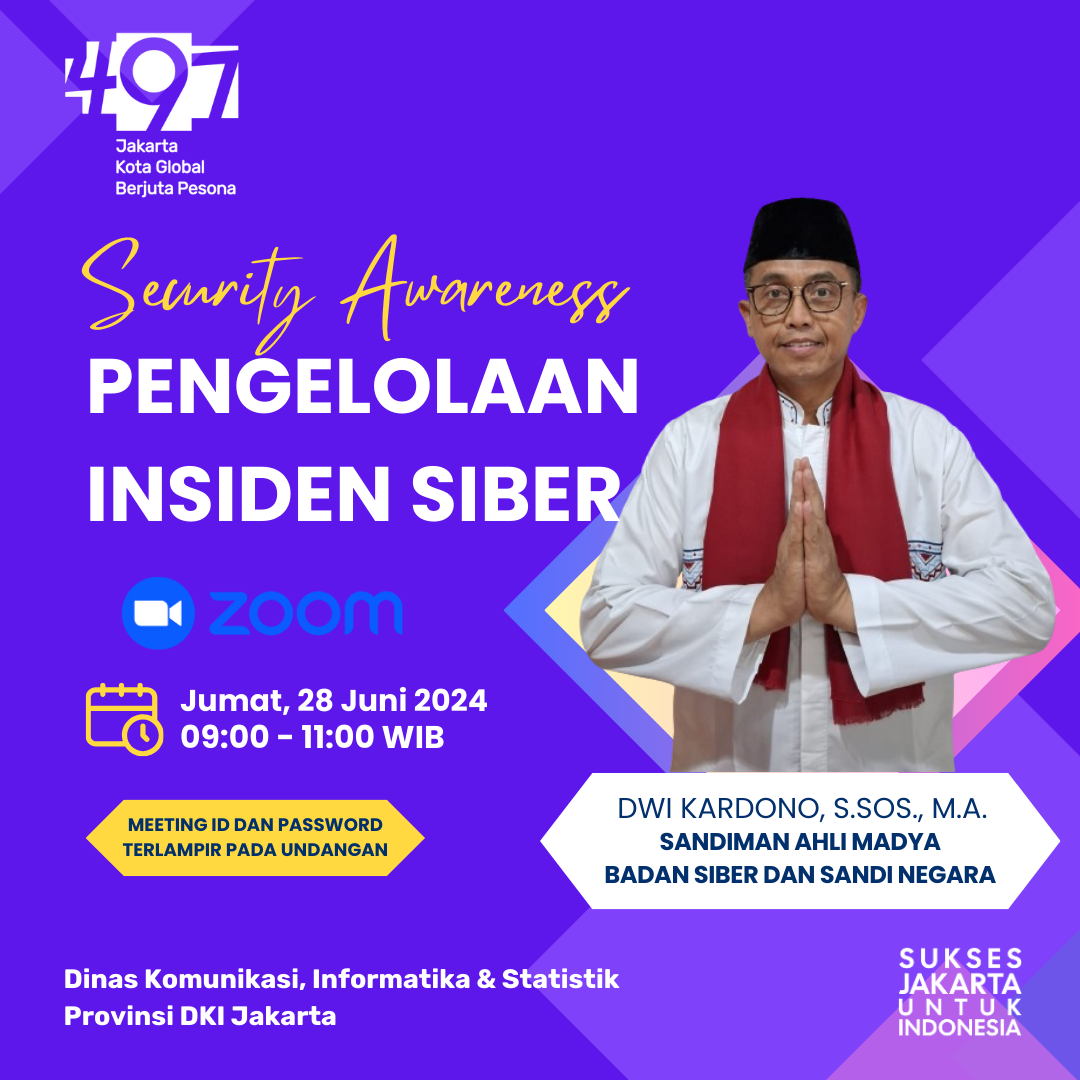 497
Jakarta
Kota Global
Berjuta Pesona
Security Awareness
PENGELOLAAN
INSIDEN SIBER
zoom
Jumat, 28 Juni 2024
09:00 - 11:00 WIB
MEETING ID DAN PASSWORD
TERLAMPIR PADA UNDANGAN
DWI KARDONO, S.SOS., M.A.
SANDIMAN AHLI MADYA
BADAN SIBER DAN SANDI NEGARA
Dinas Komunikasi, Informatika & Statistik
Provinsi DKI Jakarta
SUKSES
JAKARTA
UNTUK
INDONESIA